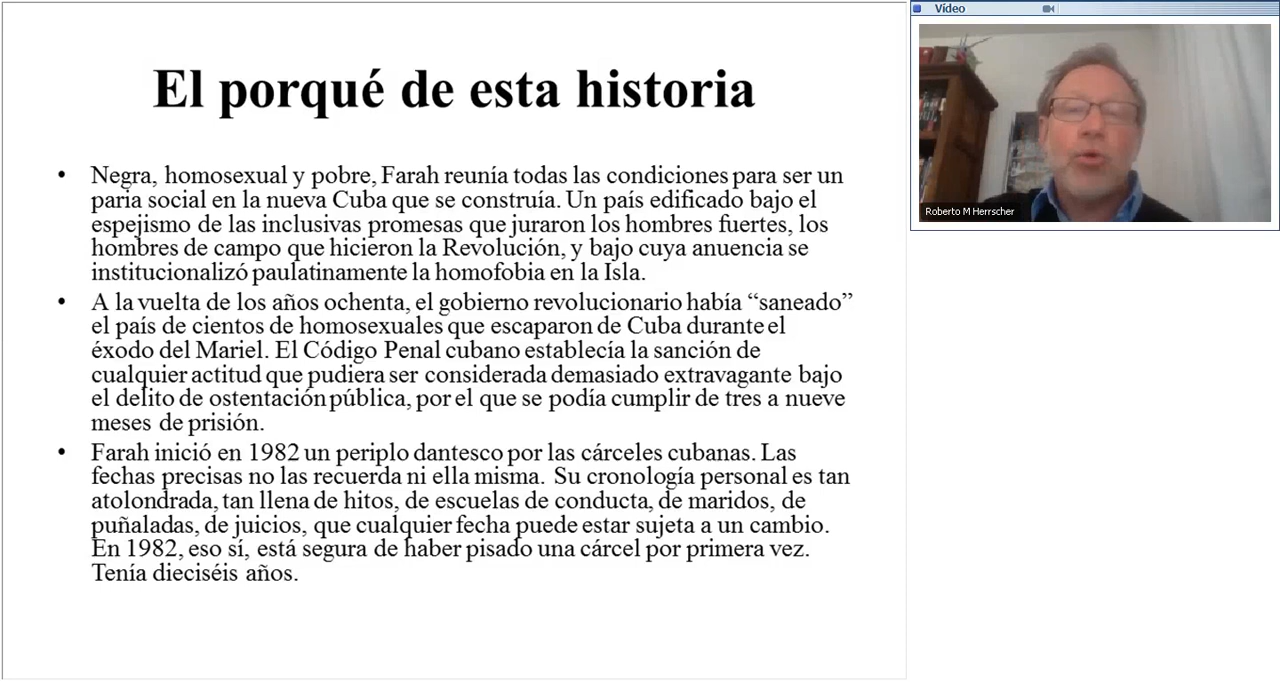 El porqué de esta historia
• Negra, homosexual y pobre, Farah reunía todas las condiciones para ser un
paria social en la nueva Cuba que se construía. Un país edificado bajo el
espejismo de las inclusivas promesas que juraron los hombres fuertes, los
hombres de campo que hicieron la Revolución, y bajo cuya anuencia se
institucionalizó paulatinamente la homofobia en la Isla.
• A la vuelta de los años ochenta, el gobierno revolucionario había “saneado”
el país de cientos de homosexuales que escaparon de Cuba durante el
éxodo del Mariel. El Código Penal cubano establecía la sanción de
cualquier actitud que pudiera ser considerada demasiado extravagante bajo
el delito de ostentación pública, por el que se podía cumplir de tres a nueve
meses de prisión.
• Farah inició en 1982 un periplo dantesco por las cárceles cubanas. Las
fechas precisas no las recuerda ni ella misma. Su cronología personal es tan
atolondrada, tan llena de hitos, de escuelas de conducta, de maridos, de
puñaladas, de juicios, que cualquier fecha puede estar sujeta a un cambio.
En 1982, eso sí, está segura de haber pisado una cárcel por primera vez.
Tenía dieciséis años.
Vídeo
Roberto M Herrscher